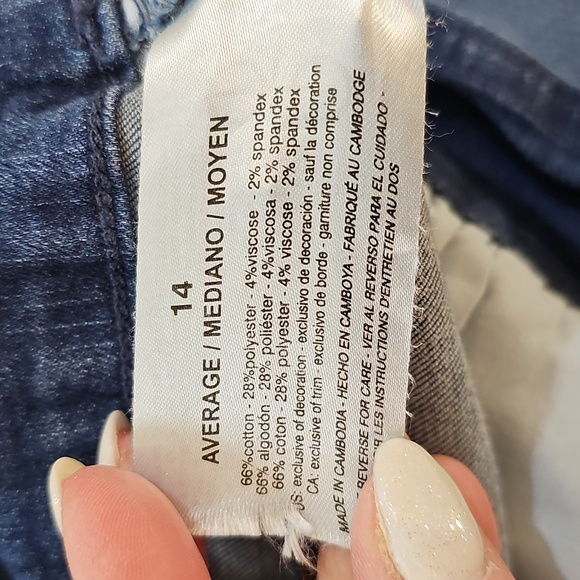 14
AVERAGE / MEDIANO / MOYEN
66%cotton - 28%polyester - 4%viscose - 2% spandex
66% algodón - 28% poliéster - 4%viscosa - 2% spandex
66% coton - 28% polyester - 4% viscose - 2% spandex
US: exclusive of decoration - exclusivo de decoración - sauf la décoration
CA: exclusive of trim - exclusivo de borde - garniture non comprise
MADE IN CAMBODIA - HECHO EN CAMBOYA - FABRIQUÉ AU CAMBODGE
REVERSE FOR CARE - VER AL REVERSO PARA EL CUIDADO -
LES INSTRUCTIONS D'ENTRETIEN AU DOS